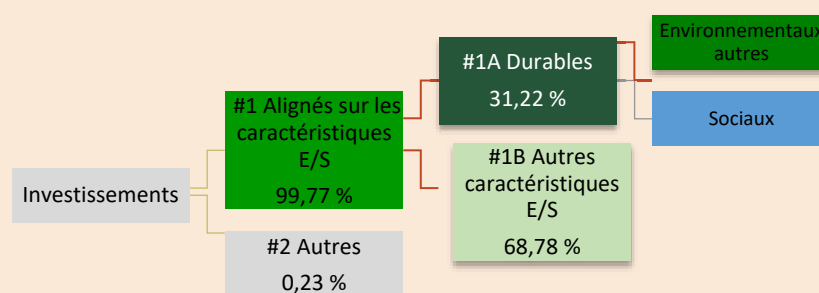 Investissements
#1 Alignés sur les
caractéristiques
E/S
99,77 %
#2 Autres
0,23 %
#1A Durables
31,22 %
#1B Autres
caractéristiques
E/S
68,78 %
Environnementaux
autres
Sociaux